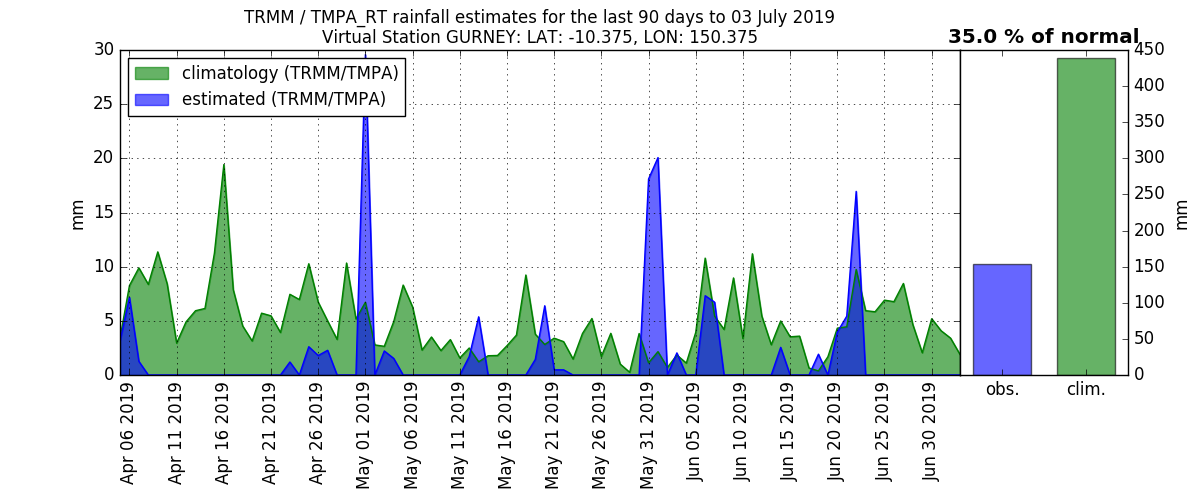 TRMM / TMPA_RT rainfall estimates for the last 90 days to 03 July 2019
Virtual Station GURNEY: LAT: -10.375, LON: 150.375
35.0 % of normal
climatology (TRMM/TMPA)
estimated (TRMM/TMPA)
30
25
20
15
10
5
0
mm
Apr 06 2019
Apr 11 2019
Apr 16 2019
Apr 21 2019
Apr 26 2019
May 01 2019
May 06 2019
May 11 2019
May 16 2019
May 21 2019
May 26 2019
May 31 2019
Jun 05 2019
Jun 10 2019
Jun 15 2019
Jun 20 2019
Jun 25 2019
Jun 30 2019
450
400
350
300
250
200
150
100
50
0
mm
obs.
clim.